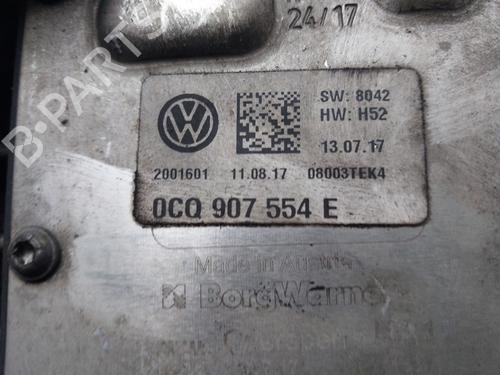 24/17
B-PARTS
SW: 8042
HW: H52
13.07.17
2001601 11.08.17 08003TEK4
0CQ 907 554 E
Made in Austria
BorgWarner